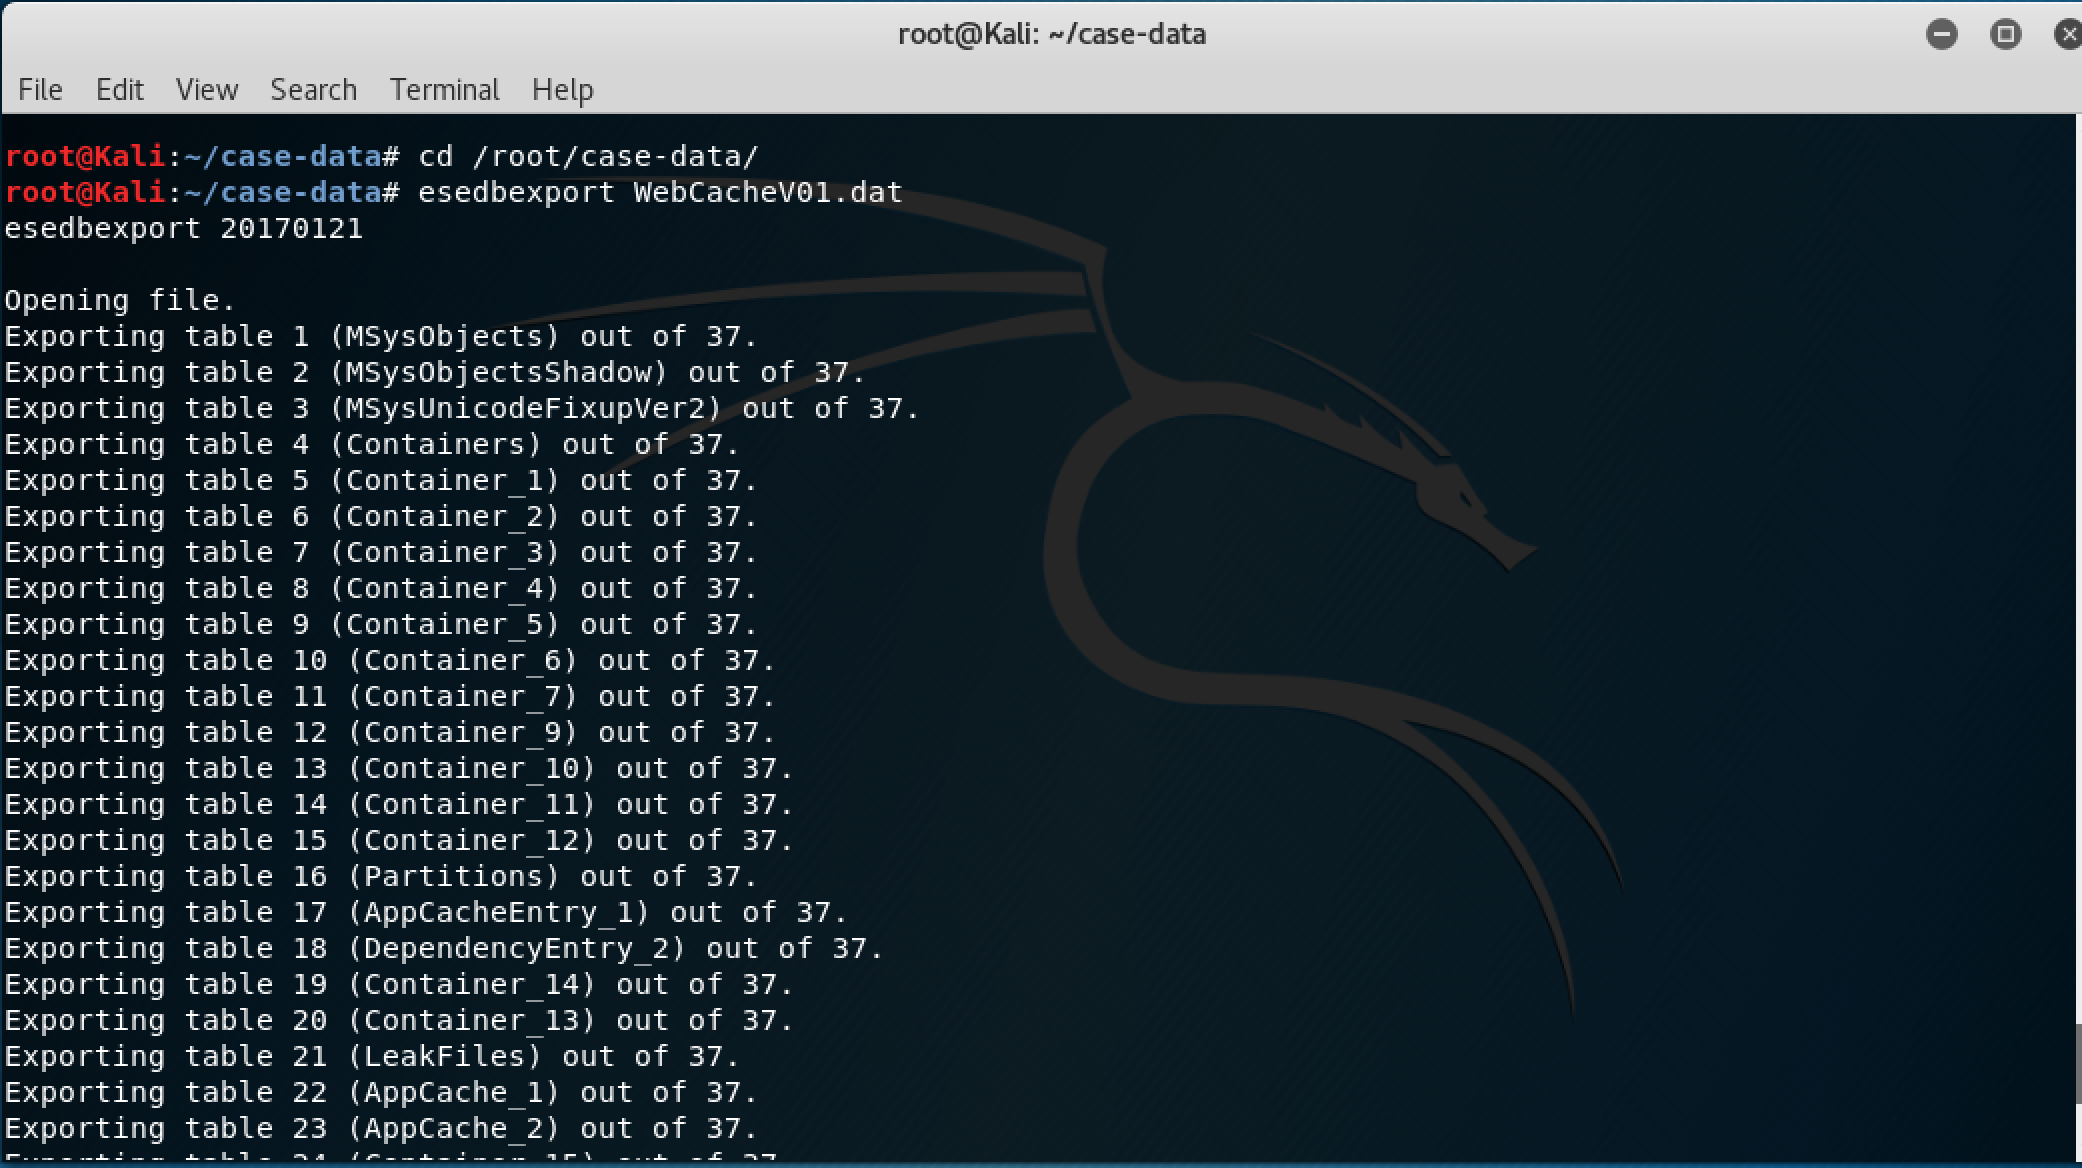 root@Kali: ~/case-data
File Edit View Search Terminal Help
root@Kali:~/case-data# cd /root/case-data/
root@Kali:~/case-data# esedbexport WebCacheV01.dat
esedbexport 20170121
Opening file.
Exporting table 1 (MSysObjects) out of 37.
Exporting table 2 (MSysObjectsShadow) out of 37.
Exporting table 3 (MSysUnicodeFixupVer2) out of 37.
Exporting table 4 (Containers) out of 37.
Exporting table 5 (Container_1) out of 37.
Exporting table 6 (Container_2) out of 37.
Exporting table 7 (Container_3) out of 37.
Exporting table 8 (Container_4) out of 37.
Exporting table 9 (Container_5) out of 37.
Exporting table 10 (Container_6) out of 37.
Exporting table 11 (Container_7) out of 37.
Exporting table 12 (Container_9) out of 37.
Exporting table 13 (Container_10) out of 37.
Exporting table 14 (Container_11) out of 37.
Exporting table 15 (Container_12) out of 37.
Exporting table 16 (Partitions) out of 37.
Exporting table 17 (AppCacheEntry_1) out of 37.
Exporting table 18 (DependencyEntry_2) out of 37.
Exporting table 19 (Container_14) out of 37.
Exporting table 20 (Container_13) out of 37.
Exporting table 21 (LeakFiles) out of 37.
Exporting table 22 (AppCache_1) out of 37.
Exporting table 23 (AppCache_2) out of 37.
Exporting table 24 (Container_15) out of 37.